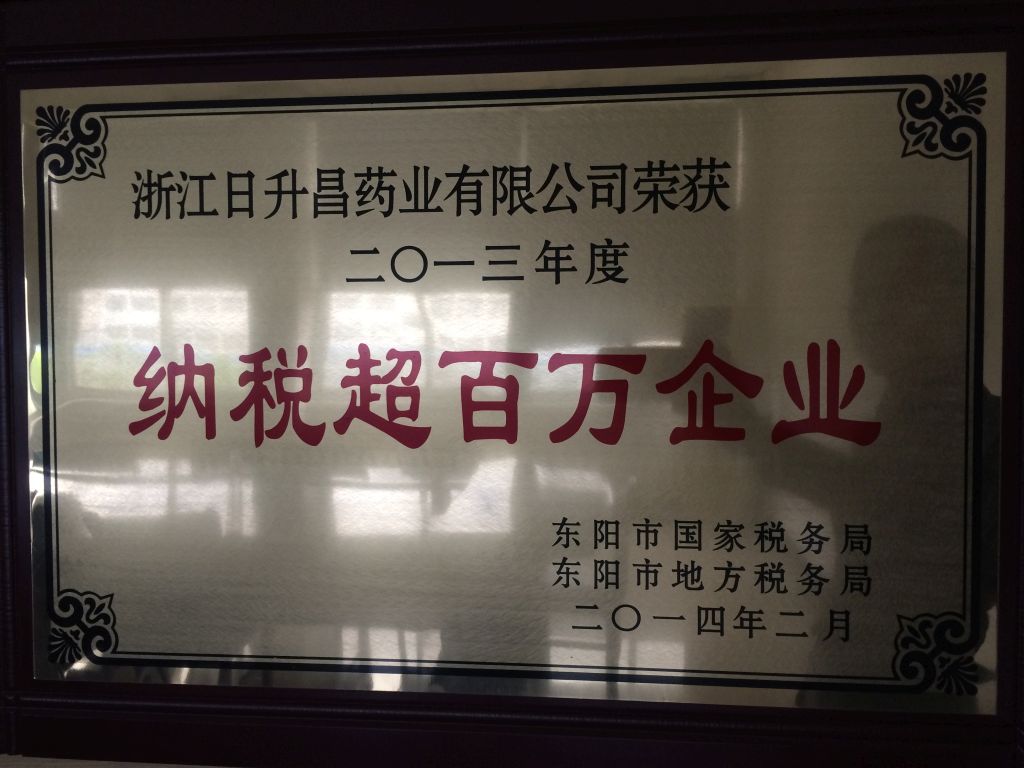 浙江日升昌药业有限公司荣获
二〇一三年度
纳税超百万企业
东阳市国家税务局
东阳市地方税务局
二〇一四年二月